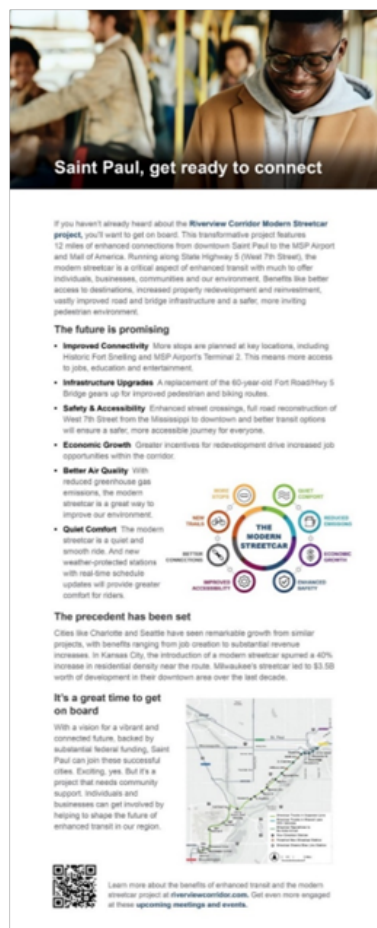 Saint Paul, get ready to connect
If you haven't already heard about the Riverview Corridor Modern Streetcar
project, you'll want to get on board. This transformative project features
12 miles of enhanced connections from downtown Saint Paul to the MSP Airport
and Mall of America. Running along State Highway 5 (West 7th Street), the
modern streetcar is a critical aspect of enhanced transit with much to offer
individuals, businesses, communities and our environment. Benefits like better
access to destinations, increased property redevelopment and reinvestment,
vastly improved road and bridge infrastructure and a safer, more inviting
pedestrian environment.
The future is promising
• Improved Connectivity More stops are planned at key locations, including
Historic Fort Snelling and MSP Airport's Terminal 2. This means more access
to jobs, education and entertainment.
• Infrastructure Upgrades A replacement of the 60-year-old Fort Road/Hwy 5
Bridge gears up for improved pedestrian and biking routes.
• Safety & Accessibility Enhanced street crossings, full road reconstruction of
West 7th Street from the Mississippi to downtown and better transit options
will ensure a safer, more accessible journey for everyone.
• Economic Growth Greater incentives for redevelopment drive increased job
opportunities within the corridor.
• Better Air Quality With
reduced greenhouse gas
emissions, the modern
streetcar is a great way to
improve our environment.
• Quiet Comfort The modern
streetcar is a quiet and
smooth ride. And new
weather-protected stations
with real-time schedule
updates will provide greater
comfort for riders.
MORE
STOPS
QUIET
COMFORT
NEW
TRAILS
REDUCED
EMISSIONS
THE
MODERN
STREETCAR
BETTER
CONNECTIONS
ECONOMIC
GROWTH
IMPROVED
ACCESSIBILITY
ENHANCED
SAFETY
The precedent has been set
Cities like Charlotte and Seattle have seen remarkable growth from similar
projects, with benefits ranging from job creation to substantial revenue
increases. In Kansas City, the introduction of a modern streetcar spurred a 40%
increase in residential density near the route. Milwaukee's streetcar led to $3.5B
worth of development in their downtown area over the last decade.
It's a great time to get
on board
With a vision for a vibrant and
connected future, backed by
substantial federal funding, Saint
Paul can join these successful
cities. Exciting, yes. But it's a
project that needs community
support. Individuals and
businesses can get involved by
helping to shape the future of
enhanced transit in our region.
Learn more about the benefits of enhanced transit and the modern
streetcar project at riverviewcorridor.com. Get even more engaged
at these upcoming meetings and events.